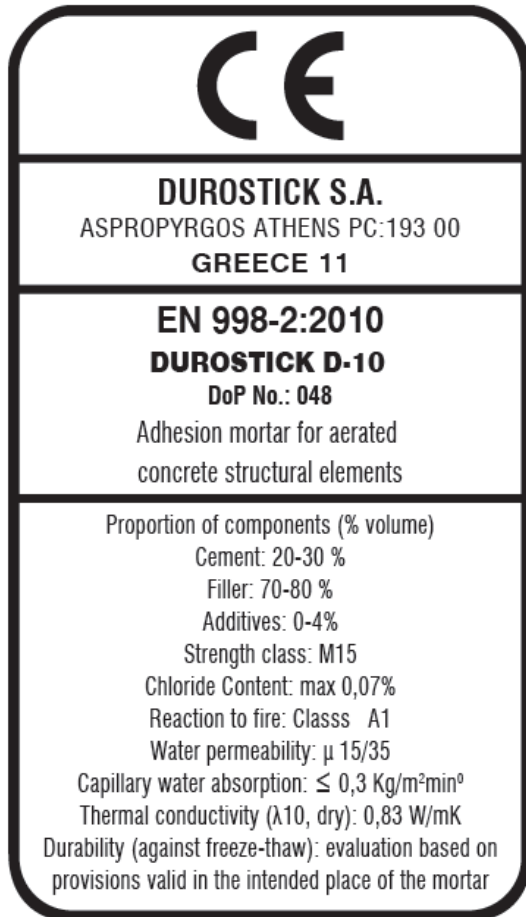 CE
DUROSTICK S.A.
ASPROPYRGOS ATHENS PC:193 00
GREECE 11
EN 998-2:2010
DUROSTICK D-10
DoP No.: 048
Adhesion mortar for aerated
concrete structural elements
Proportion of components (% volume)
Cement: 20-30 %
Filler: 70-80 %
Additives: 0-4%
Strength class: M15
Chloride Content: max 0,07%
Reaction to fire: Classs A1
Water permeability: μ 15/35
Capillary water absorption: ≤ 0,3 Kg/m²min⁰
Thermal conductivity (λ10, dry): 0,83 W/mK
Durability (against freeze-thaw): evaluation based on
provisions valid in the intended place of the mortar